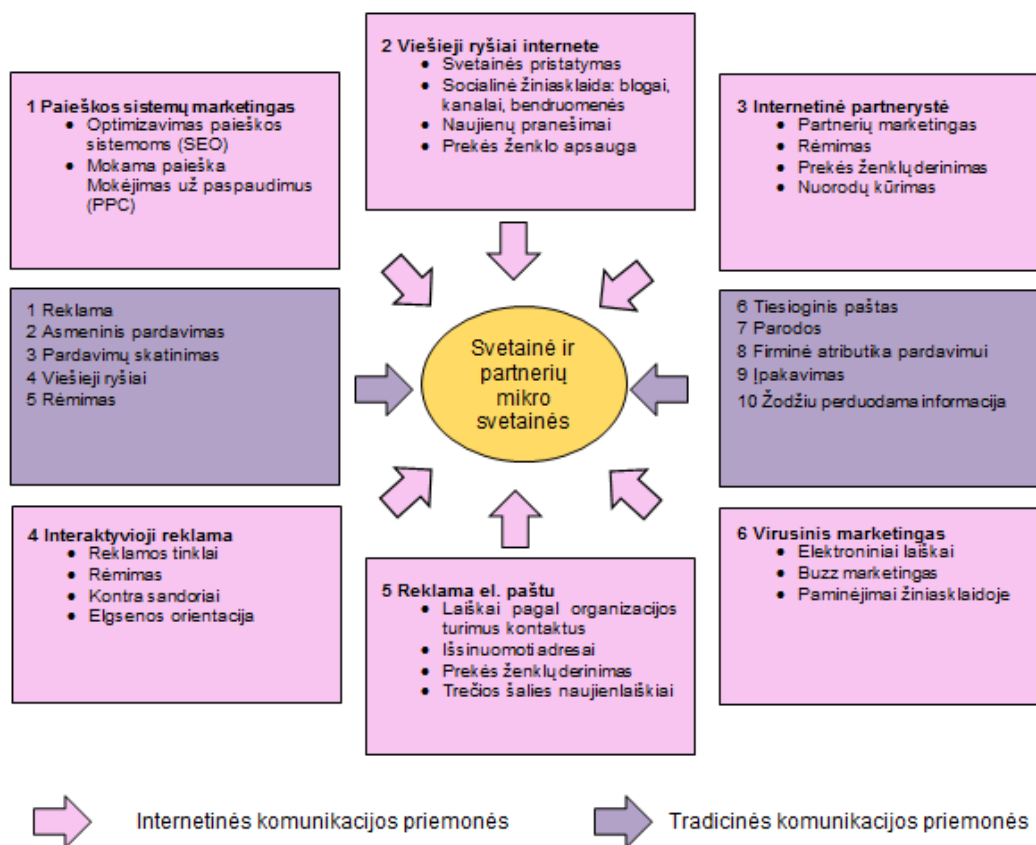 2 Viešieji ryšiai internete
• Svetainės pristatymas
• Socialinė žiniasklaida: blogai,
kanalai, bendruomenės
• Naujienų pranešimai
• Prekės ženklo apsauga
1 Paieškos sistemų marketingas
• Optimizavimas paieškos
sistemoms (SEO)
• Mokama paieška
Mokėjimas už paspaudimus
(PPC)
3 Internetinė partnerystė
• Partnerių marketingas
• Rėmimas
• Prekės ženklų derinimas
• Nuorodų kūrimas
1 Reklama
2 Asmeninis pardavimas
3 Pardavimų skatinimas
4 Viešieji ryšiai
5 Rėmimas
Svetainė ir
partnerių
mikro
svetainės
6 Tiesioginis paštas
7 Parodos
8 Firminė atributika pardavimui
9 Įpakavimas
10 Žodžiu perduodama informacija
4 Interaktyvioji reklama
• Reklamos tinklai
• Rėmimas
• Kontra sandoriai
• Elgsenos orientacija
5 Reklama el. paštu
• Laiškai pagal organizacijos
turimus kontaktus
• Išsinuomoti adresai
• Prekės ženklų derinimas
• Trečios šalies naujienlaiškiai
6 Virusinis marketingas
• Elektroniniai laiškai
• Buzz marketingas
• Paminėjimai žiniasklaidoje
Internetinės komunikacijos priemonės
Tradicinės komunikacijos priemonės